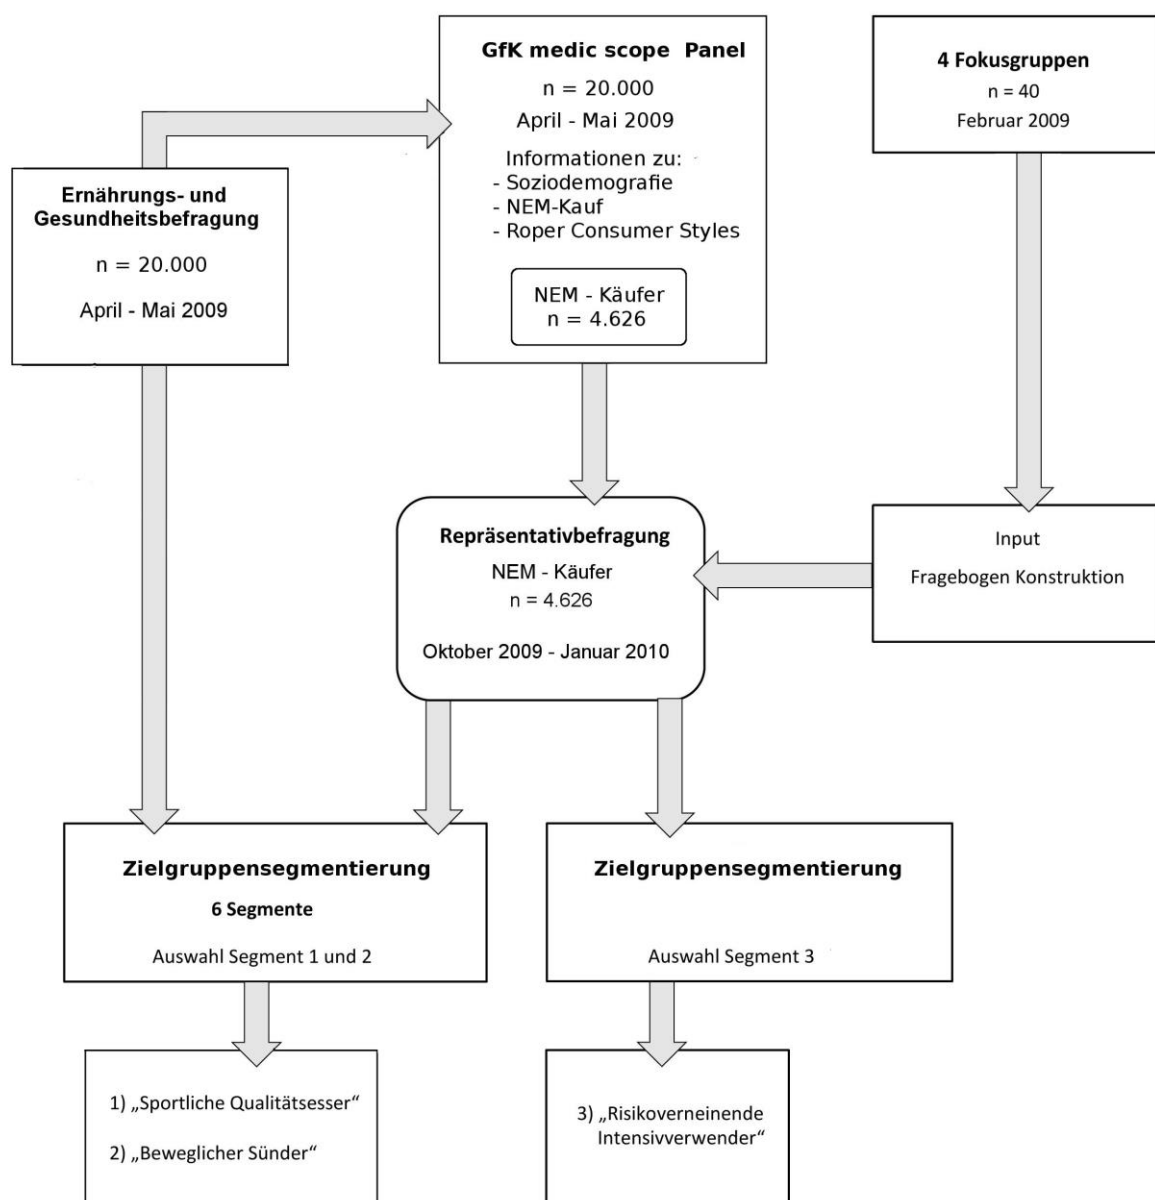 GfK medic scope Panel
n = 20.000
April - Mai 2009
Informationen zu:
- Soziodemografie
- NEM-Kauf
- Roper Consumer Styles
NEM - Käufer
n = 4.626
4 Fokusgruppen
n = 40
Februar 2009
Ernährungs- und
Gesundheitsbefragung
n = 20.000
April - Mai 2009
Repräsentativbefragung
NEM - Käufer
n = 4.626
Oktober 2009 - Januar 2010
Input
Fragebogen Konstruktion
Zielgruppensegmentierung
6 Segmente
Auswahl Segment 1 und 2
Zielgruppensegmentierung
Auswahl Segment 3
1) „Sportliche Qualitätsesser“
2) „Beweglicher Sünder“
3) „Risikoverneinende
Intensivverwender“